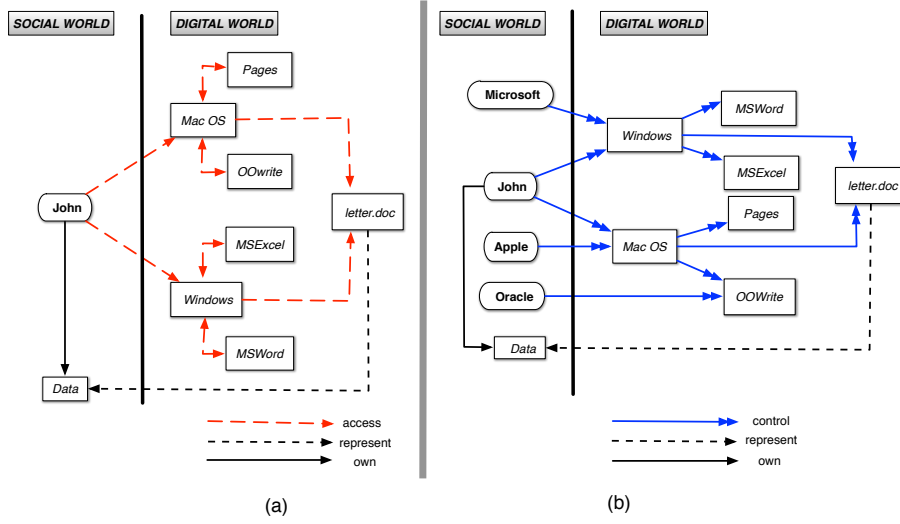 SOCIAL WORLD
DIGITAL WORLD
Pages
Mac OS
OOwrite
John
letter.doc
MSExcel
Windows
MSWord
Data
access
represent
own
(a)
SOCIAL WORLD
DIGITAL WORLD
Microsoft
MSWord
Windows
John
MSExcel
letter.doc
Pages
Apple
Mac OS
Oracle
OOWrite
Data
control
represent
own
(b)